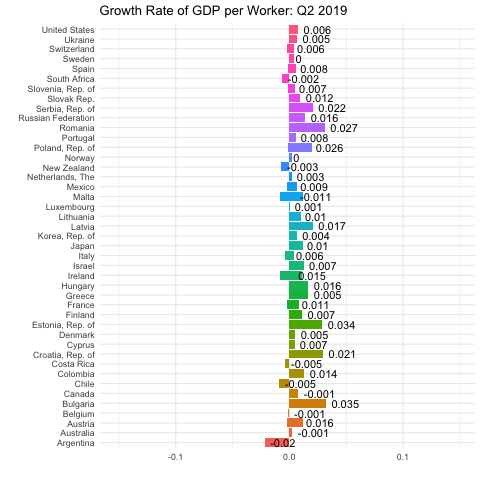 Growth Rate of GDP per Worker: Q2 2019
United States 0.006
Ukraine 0.005
Switzerland 0.006
Sweden 0
Spain 0.008
South Africa -0.002
Slovenia, Rep. of 0.007
Slovak Rep. 0.012
Serbia, Rep. of 0.022
Russian Federation 0.016
Romania 0.027
Portugal 0.008
Poland, Rep. of 0.026
Norway 0
New Zealand -0.003
Netherlands, The 0.003
Mexico 0.009
Malta -0.011
Luxembourg 0.001
Lithuania 0.01
Latvia 0.017
Korea, Rep. of 0.004
Japan 0.01
Italy 0.006
Israel 0.007
Ireland 0.015
Hungary 0.016
Greece 0.005
France 0.011
Finland 0.007
Estonia, Rep. of 0.034
Denmark 0.005
Cyprus 0.007
Croatia, Rep. of 0.021
Costa Rica -0.005
Colombia 0.014
Chile -0.005
Canada -0.001
Bulgaria 0.035
Belgium -0.001
Austria 0.016
Australia -0.001
Argentina -0.02
-0.1 0.0 0.1